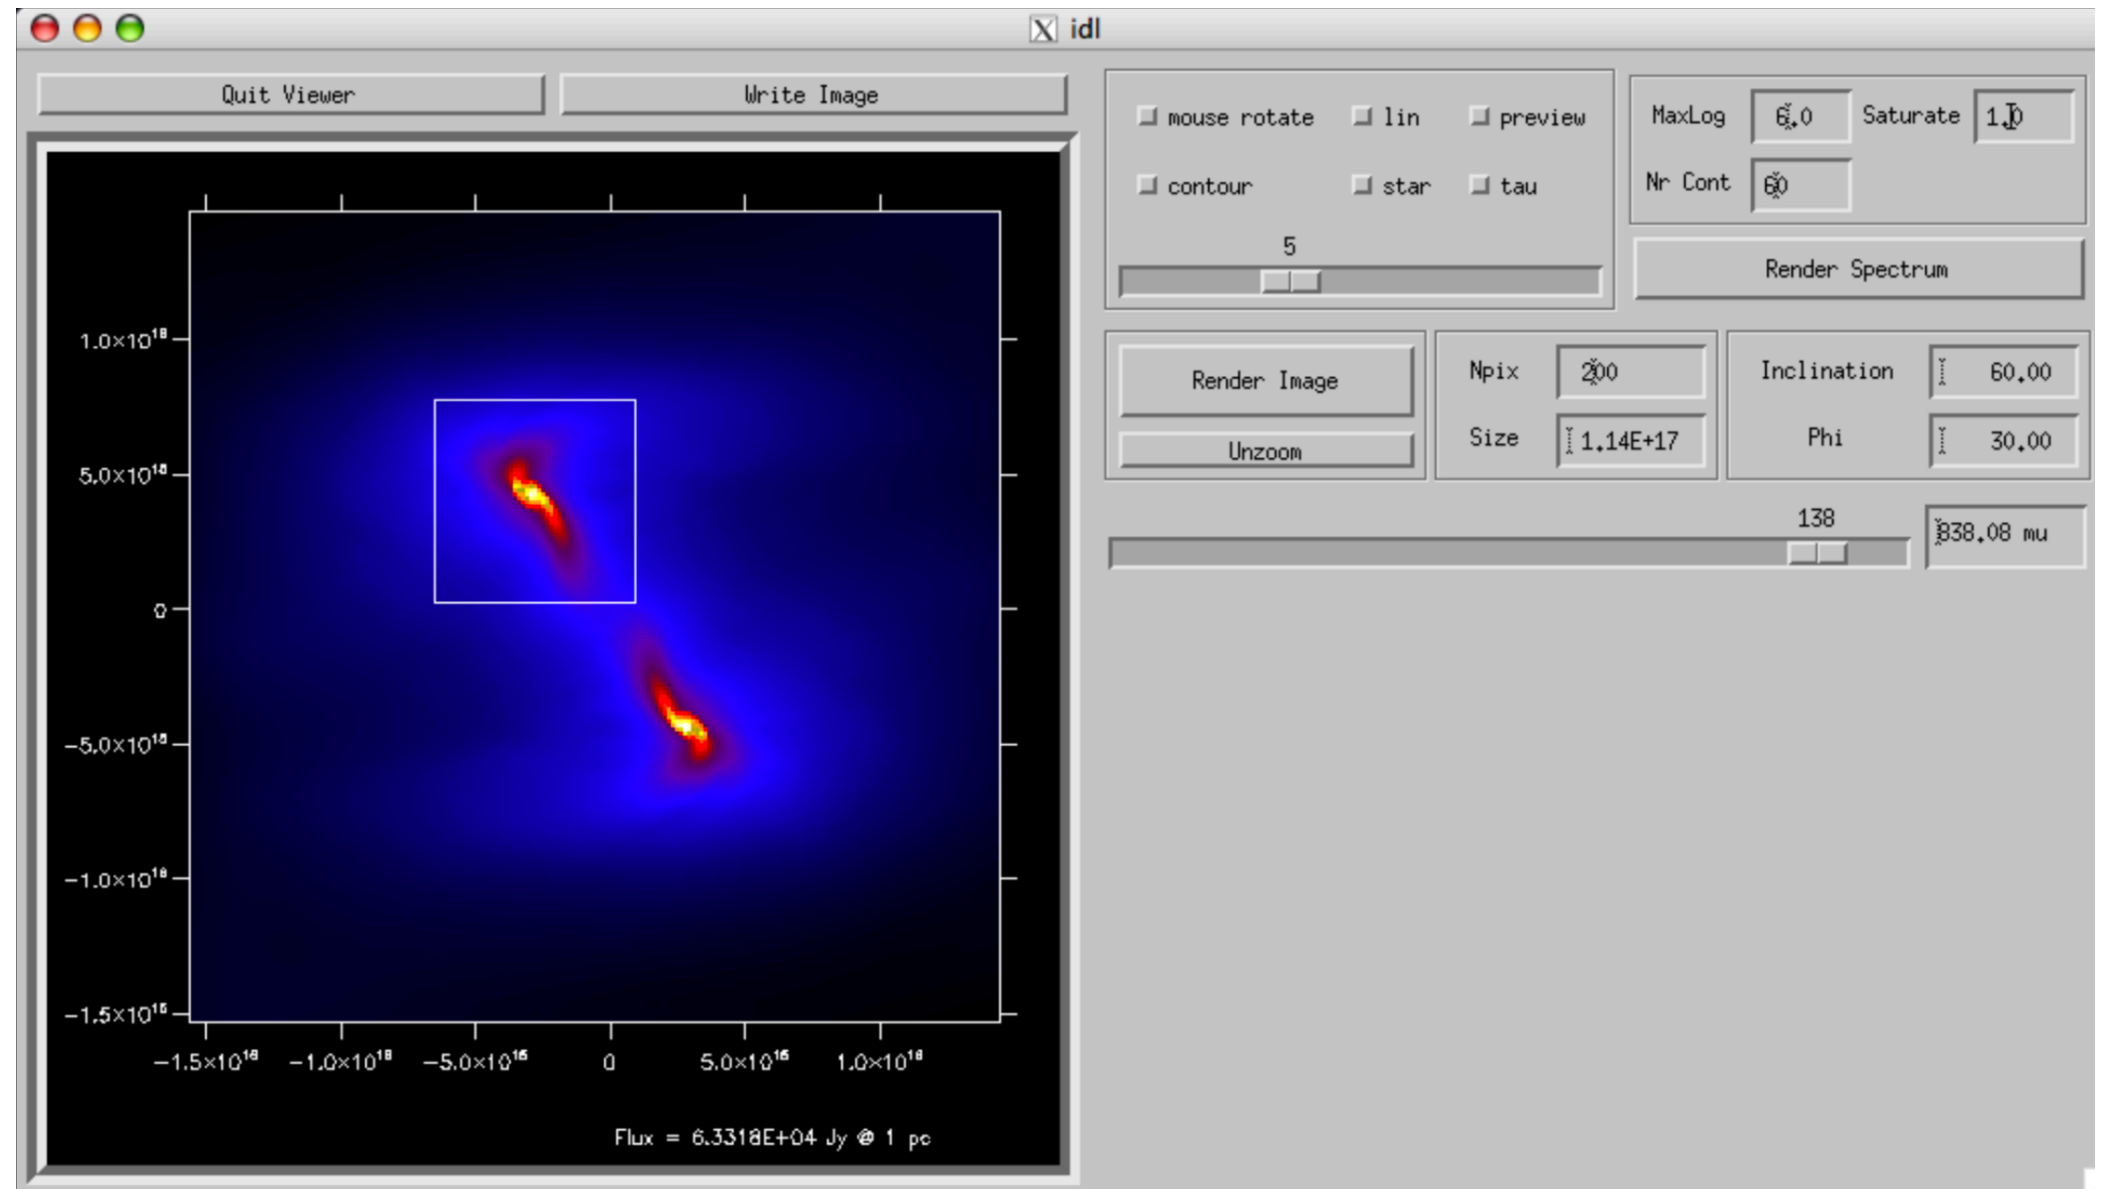 X idl
Quit Viewer
Write Image
mouse rotate lin preview
contour star tau
5
MaxLog 6.0 Saturate 1.0
Nr Cont 60
Render Spectrum
Render Image
Unzoom
Npix 200
Size 1.14E+17
Inclination 60.00
Phi 30.00
138
838.08 mu
1.0×10¹⁶
5.0×10¹⁵
0
−5.0×10¹⁵
−1.0×10¹⁶
−1.5×10¹⁶
−1.5×10¹⁶ −1.0×10¹⁶ −5.0×10¹⁵ 0 5.0×10¹⁵ 1.0×10¹⁶
Flux = 6.3318E+04 Jy @ 1 pc